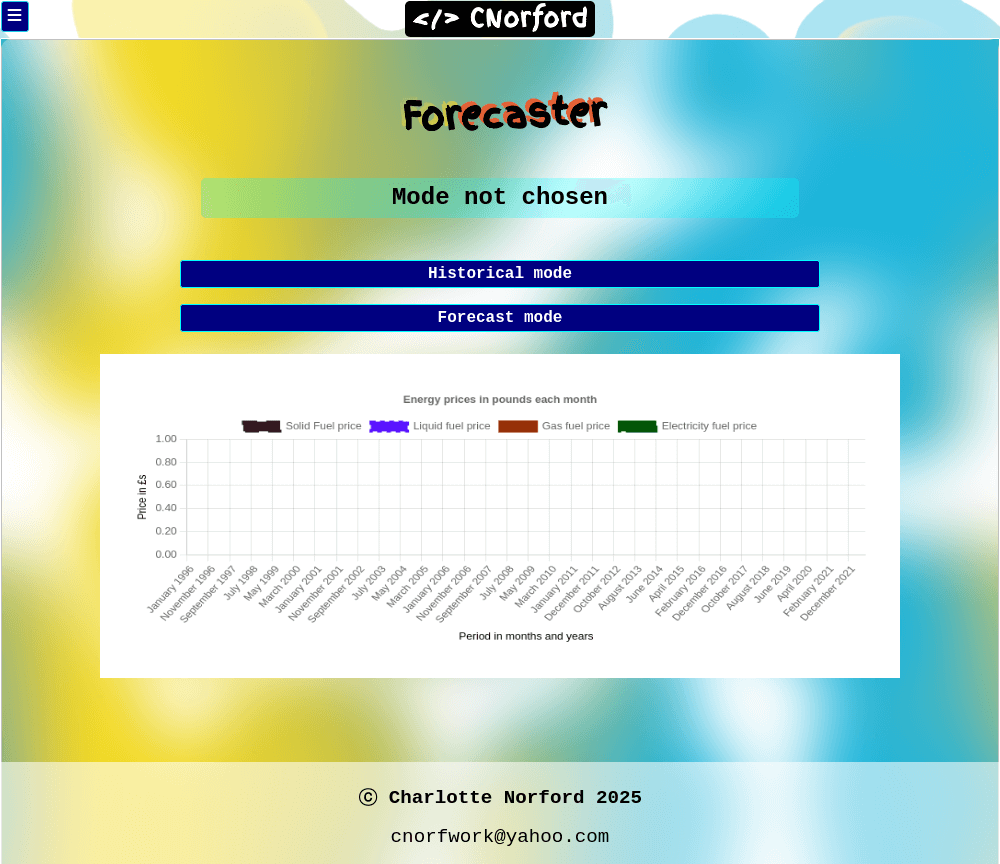 ☰
</> CNorford
Forecaster
Mode not chosen
Historical mode
Forecast mode
Energy prices in pounds each month
Solid Fuel price Liquid fuel price Gas fuel price Electricity fuel price
1.00
0.80
0.60
0.40
0.20
0.00
Price in £s
January 1996
November 1996
September 1997
July 1998
May 1999
March 2000
January 2001
November 2001
September 2002
July 2003
May 2004
March 2005
January 2006
November 2006
September 2007
July 2008
May 2009
March 2010
January 2011
December 2011
October 2012
August 2013
June 2014
April 2015
February 2016
December 2016
October 2017
August 2018
June 2019
April 2020
February 2021
December 2021
Period in months and years
ⓒ Charlotte Norford 2025
cnorfwork@yahoo.com